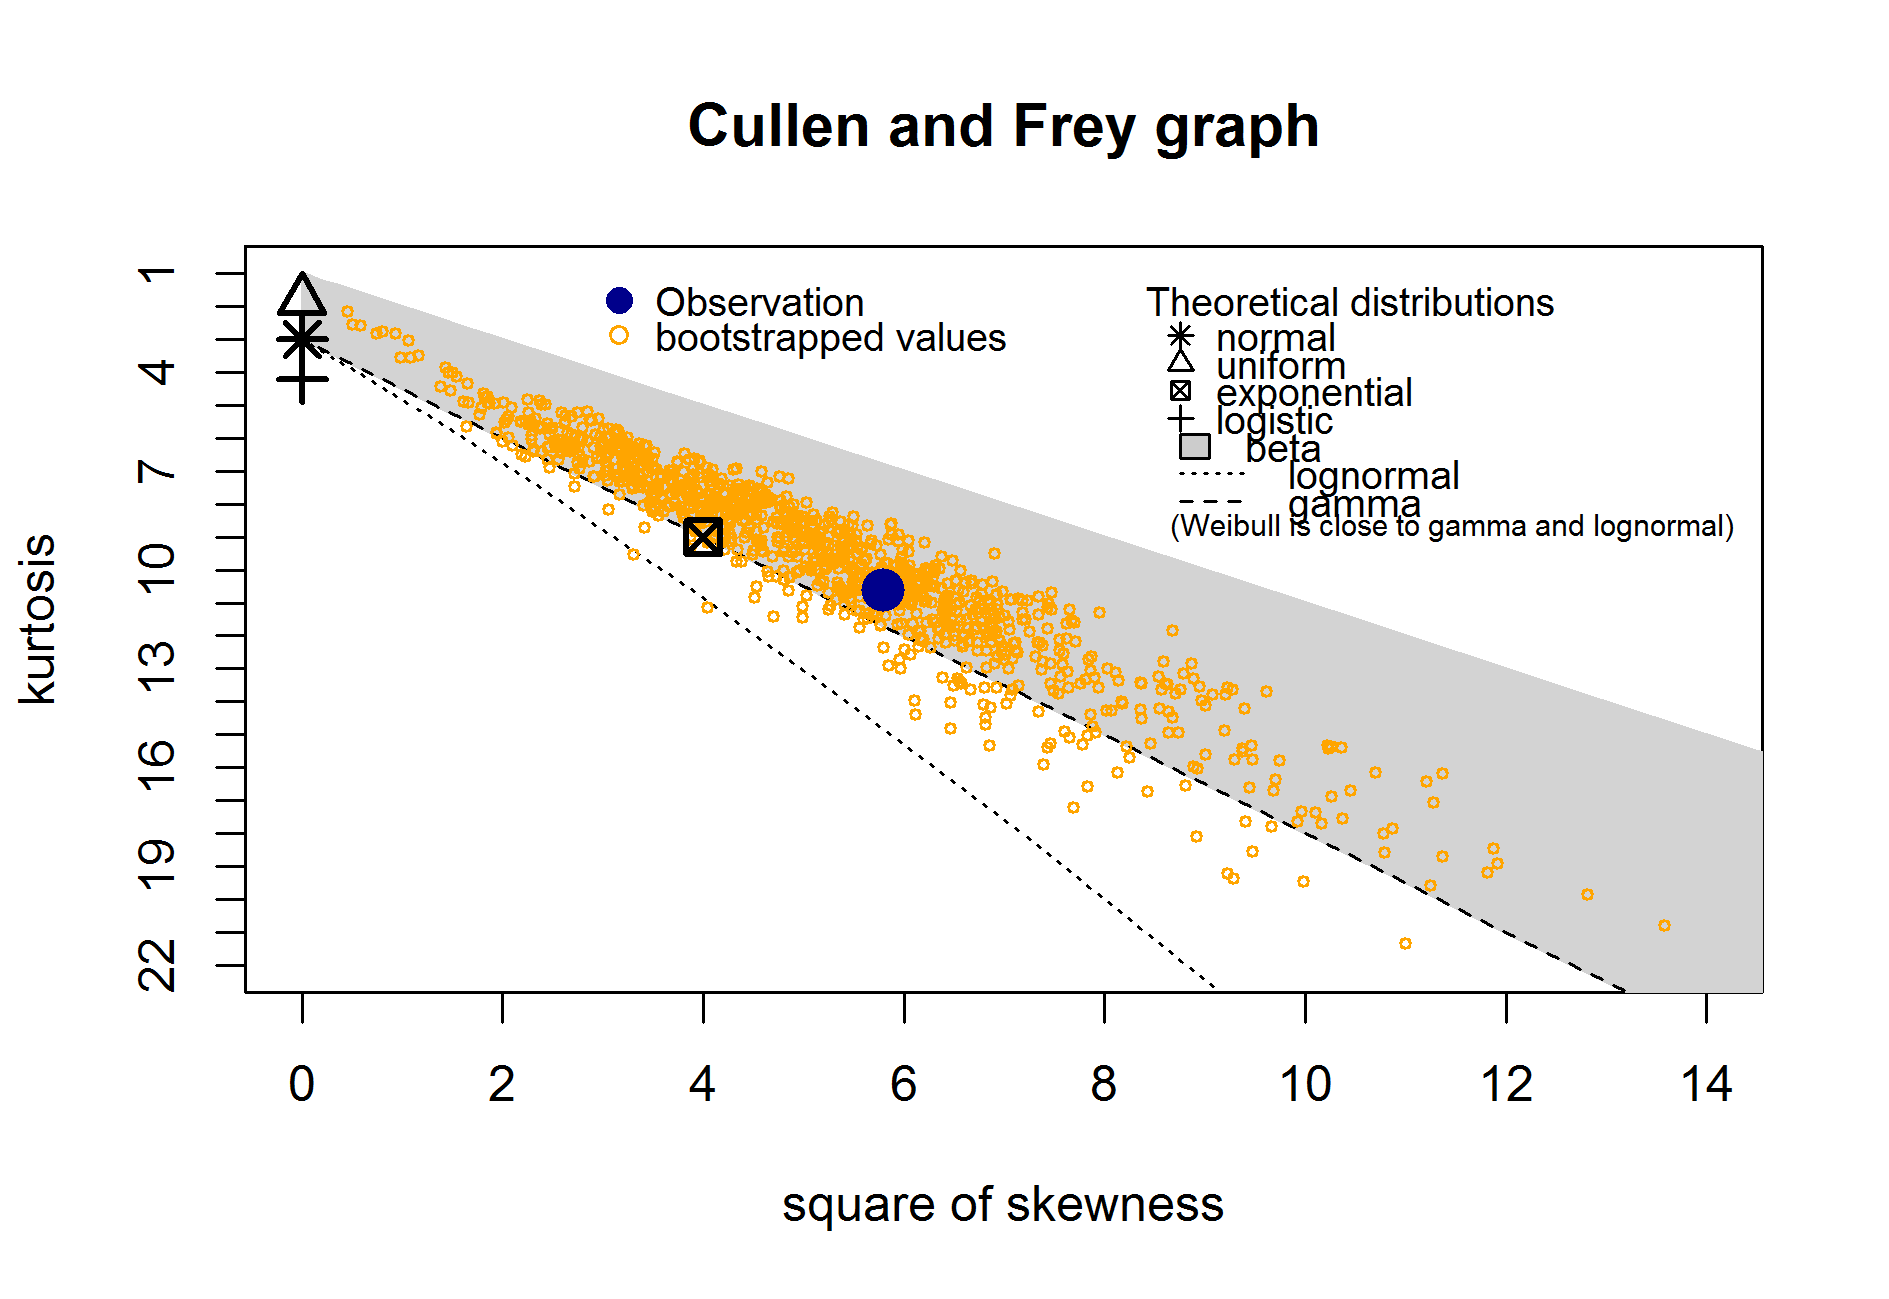 Cullen and Frey graph
Observation
bootstrapped values
Theoretical distributions
normal
uniform
exponential
logistic
beta
lognormal
gamma
(Weibull is close to gamma and lognormal)
kurtosis
1
4
7
10
13
16
19
22
0 2 4 6 8 10 12 14
square of skewness